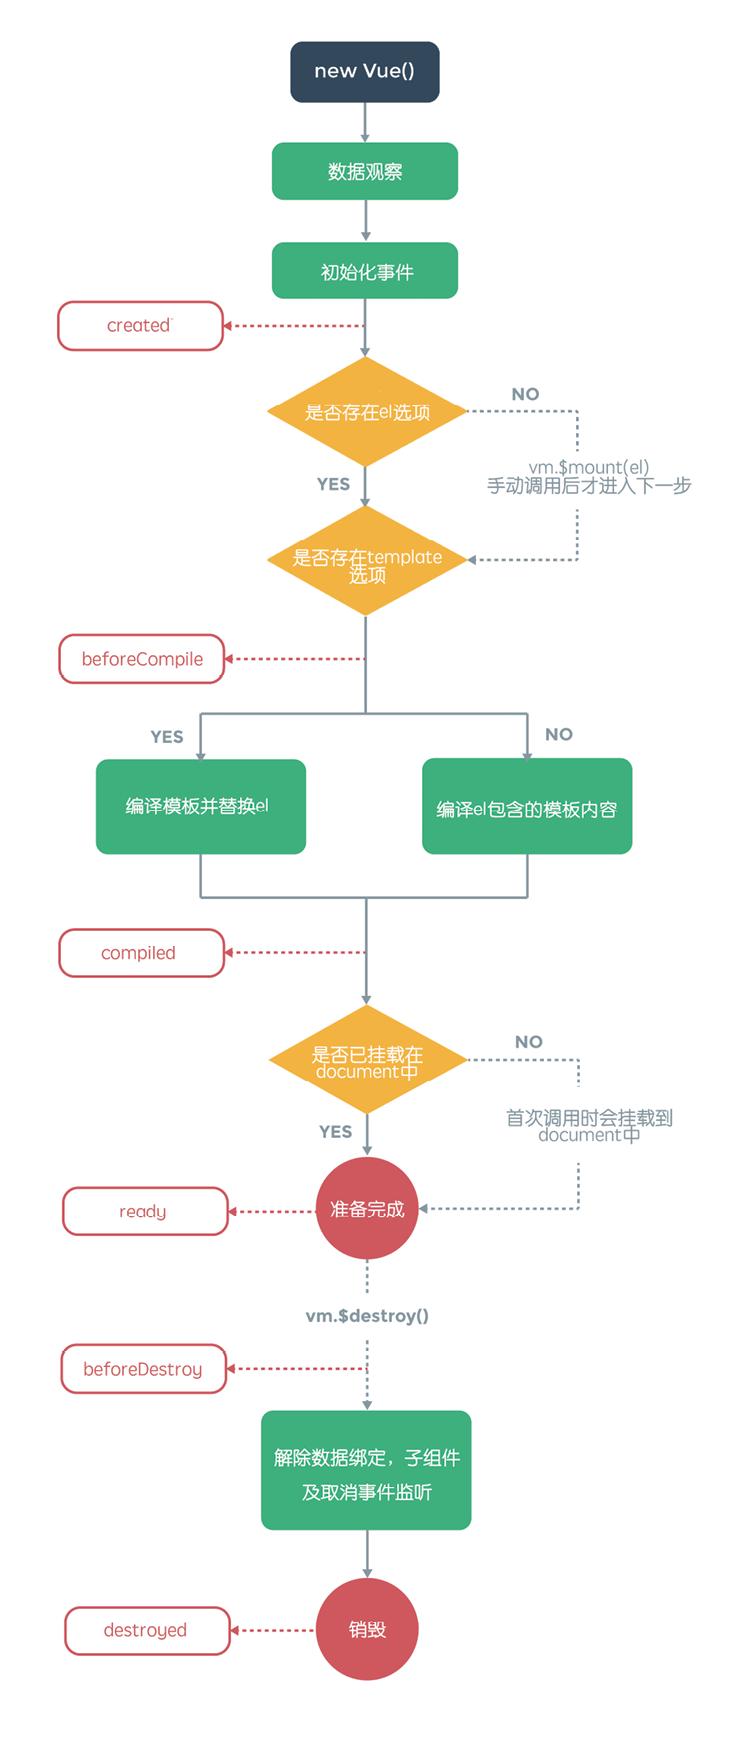 new Vue()
数据观察
初始化事件
created
是否存在el选项
NO
vm.$mount(el)
手动调用后才进入下一步
YES
是否存在template
选项
beforeCompile
YES
NO
编译模板并替换el
编译el包含的模板内容
compiled
是否已挂载在
document中
NO
首次调用时会挂载到
document中
YES
准备完成
ready
vm.$destroy()
beforeDestroy
解除数据绑定，子组件
及取消事件监听
销毁
destroyed